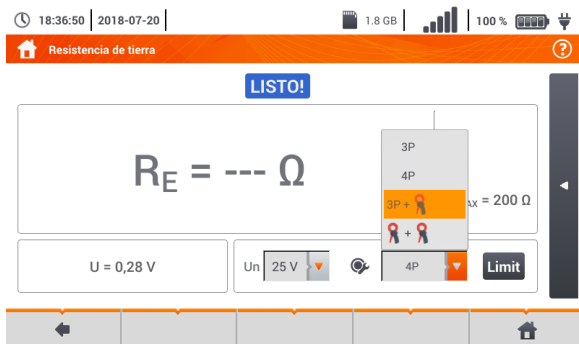 18:36:50 2018-07-20 1.8 GB 100 %
Resistencia de tierra ?
LISTO!
RE = --- Ω
3P
4P
3P +
+
AX = 200 Ω
U = 0,28 V
Un 25 V 4P Limit